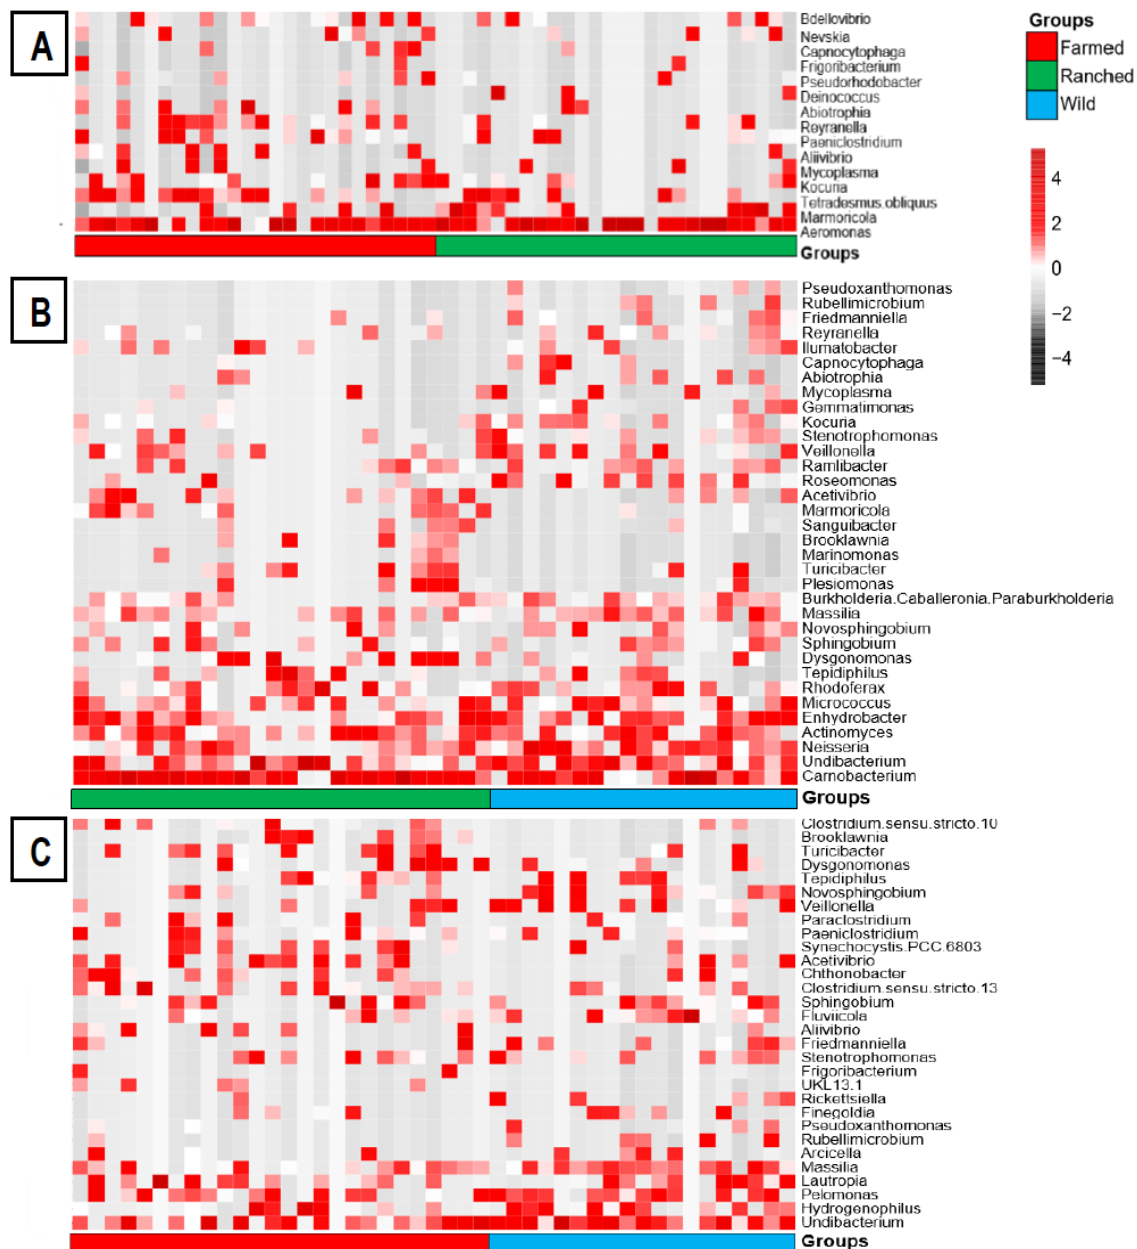 A
Bdellovibrio
Nevskia
Capnocytophaga
Frigoribacterium
Pseudorhodobacter
Deinococcus
Abiotrophia
Reyranella
Paeniclostridium
Aliivibrio
Mycoplasma
Kocuria
Tetradesmus.obliquus
Marmoricola
Aeromonas
Groups
Groups
Farmed
Ranched
Wild
4
2
0
−2
−4
B
Pseudoxanthomonas
Rubellimicrobium
Friedmanniella
Reyranella
Ilumatobacter
Capnocytophaga
Abiotrophia
Mycoplasma
Gemmatimonas
Kocuria
Stenotrophomonas
Veillonella
Ramlibacter
Roseomonas
Acetivibrio
Marmoricola
Sanguibacter
Brooklawnia
Marinomonas
Turicibacter
Plesiomonas
Burkholderia.Caballeronia.Paraburkholderia
Massilia
Novosphingobium
Sphingobium
Dysgonomonas
Tepidiphilus
Rhodoferax
Micrococcus
Enhydrobacter
Actinomyces
Neisseria
Undibacterium
Carnobacterium
Groups
C
Clostridium.sensu.stricto.10
Brooklawnia
Turicibacter
Dysgonomonas
Tepidiphilus
Novosphingobium
Veillonella
Paraclostridium
Paeniclostridium
Synechocystis.PCC.6803
Acetivibrio
Chthonobacter
Clostridium.sensu.stricto.13
Sphingobium
Fluviicola
Aliivibrio
Friedmanniella
Stenotrophomonas
Frigoribacterium
UKL13.1
Rickettsiella
Finegoldia
Pseudoxanthomonas
Rubellimicrobium
Arcicella
Massilia
Lautropia
Pelomonas
Hydrogenophilus
Undibacterium
Groups